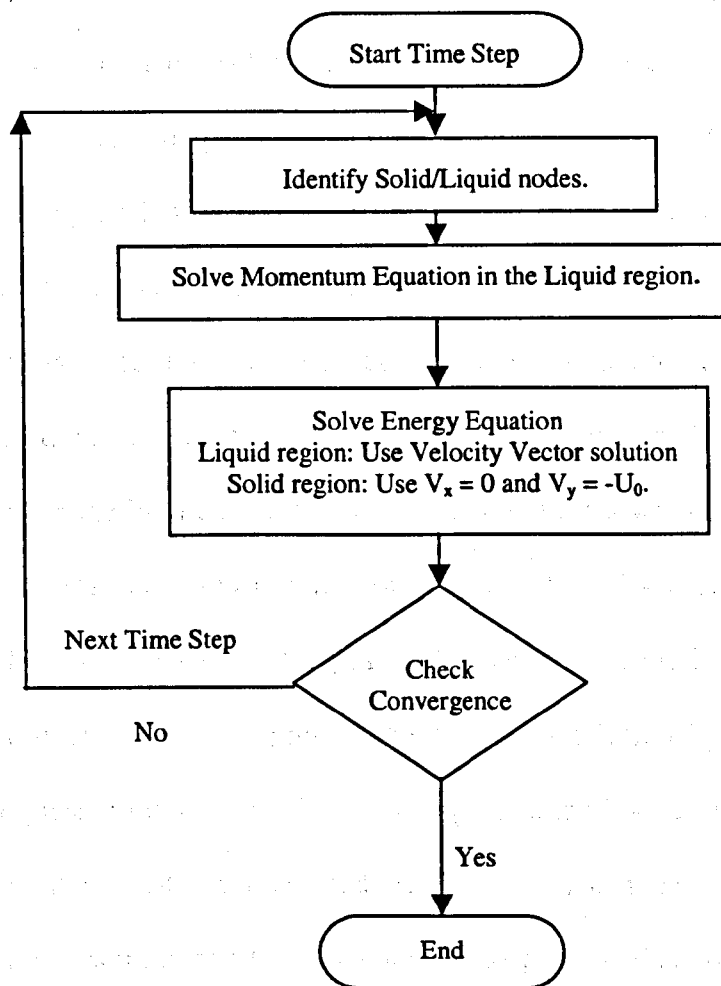 Start Time Step
Identify Solid/Liquid nodes.
Solve Momentum Equation in the Liquid region.
Solve Energy Equation
Liquid region: Use Velocity Vector solution
Solid region: Use Vₓ = 0 and Vᵧ = -U₀.
Next Time Step
Check
Convergence
No
Yes
End